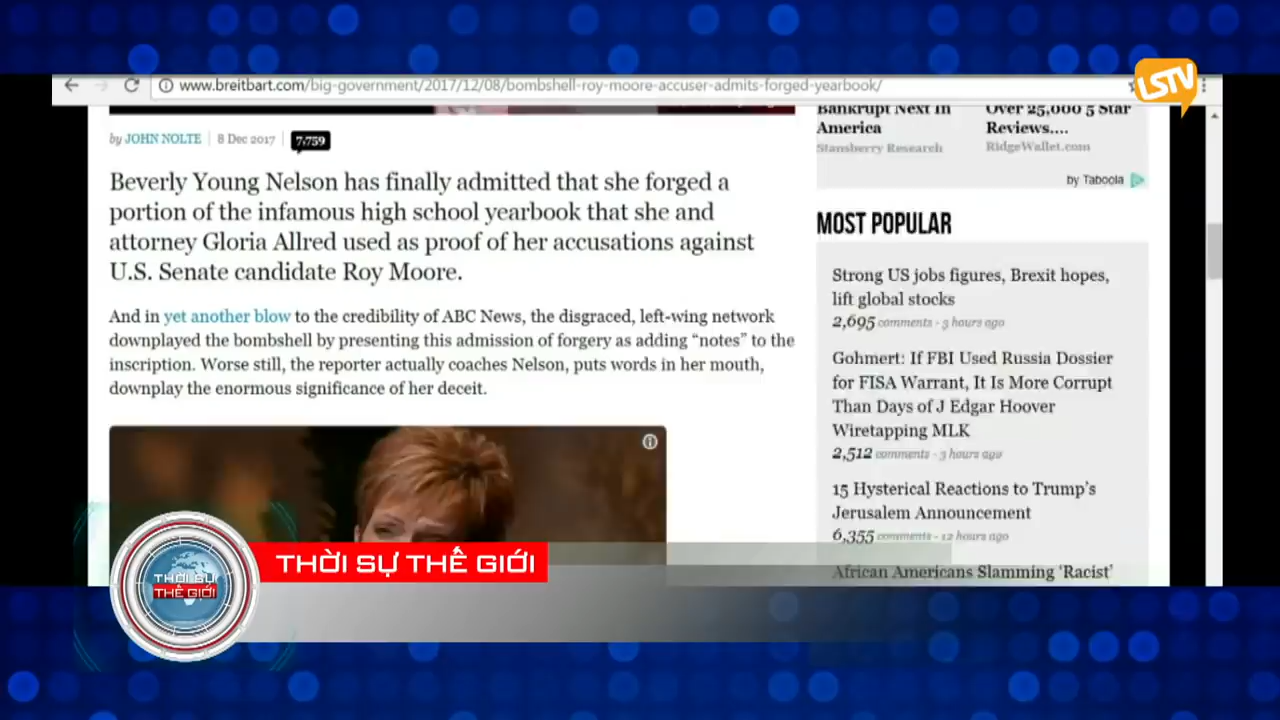 LSTV
www.breitbart.com/big-government/2017/12/08/bombshell-roy-moore-accuser-admits-forged-yearbook/
by JOHN NOLTE | 8 Dec 2017 | 7,759
Beverly Young Nelson has finally admitted that she forged a
portion of the infamous high school yearbook that she and
attorney Gloria Allred used as proof of her accusations against
U.S. Senate candidate Roy Moore.
And in yet another blow to the credibility of ABC News, the disgraced, left-wing network
downplayed the bombshell by presenting this admission of forgery as adding “notes” to the
inscription. Worse still, the reporter actually coaches Nelson, puts words in her mouth,
downplay the enormous significance of her deceit.
Bankrupt Next In
America
Stansberry Research
Over 25,000 5 Star
Reviews....
RidgeWallet.com
by Taboola
MOST POPULAR
Strong US jobs figures, Brexit hopes,
lift global stocks
2,695 comments - 3 hours ago
Gohmert: If FBI Used Russia Dossier
for FISA Warrant, It Is More Corrupt
Than Days of J Edgar Hoover
Wiretapping MLK
2,512 comments - 3 hours ago
15 Hysterical Reactions to Trump’s
Jerusalem Announcement
6,355 comments - 12 hours ago
African Americans Slamming ‘Racist’
THỜI SỰ THẾ GIỚI
THỜI SỰ
THẾ GIỚI